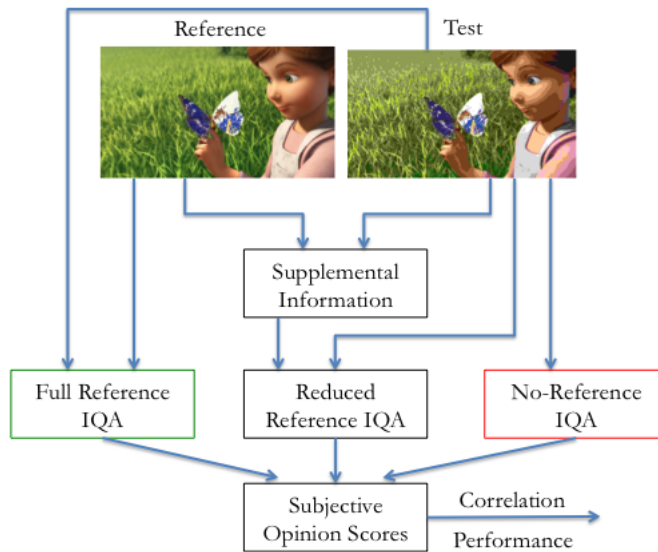 Reference
Test
Supplemental
Information
Full Reference
IQA
Reduced
Reference IQA
No-Reference
IQA
Subjective
Opinion Scores
Correlation
Performance